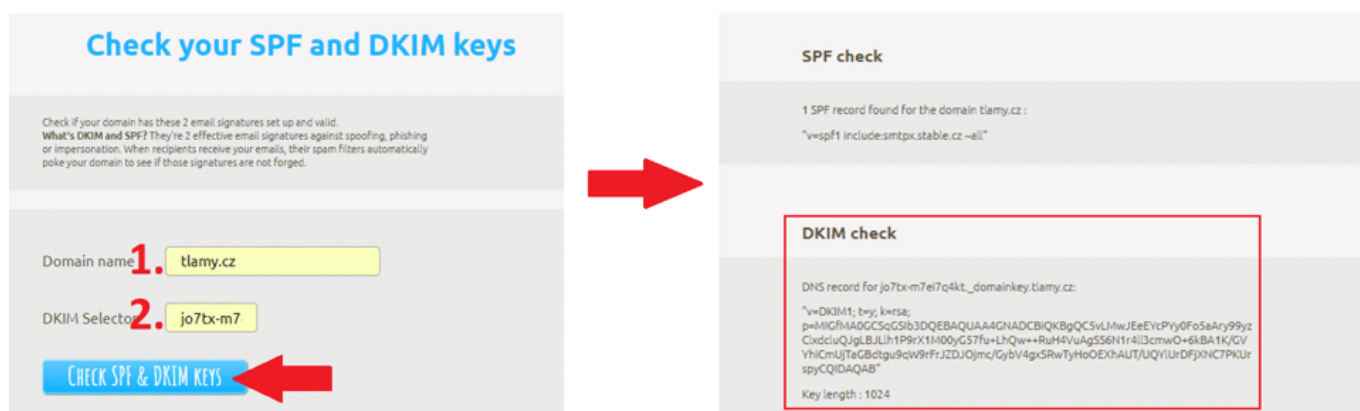 Check your SPF and DKIM keys
Check if your domain has these 2 email signatures set up and valid.
What's DKIM and SPF? They're 2 effective email signatures against spoofing, phishing
or impersonation. When recipients receive your emails, their spam filters automatically
poke your domain to see if those signatures are not forged.
Domain name 1. tlamy.cz
DKIM Selector 2. jo7tx-m7
CHECK SPF & DKIM KEYS
SPF check
1 SPF record found for the domain tlamy.cz :
"v=spf1 include:smtpx.stable.cz ~all"
DKIM check
DNS record for jo7tx-m7ei7q4kt._domainkey.tlamy.cz:
"v=DKIM1; t=y; k=rsa;
Key length : 1024